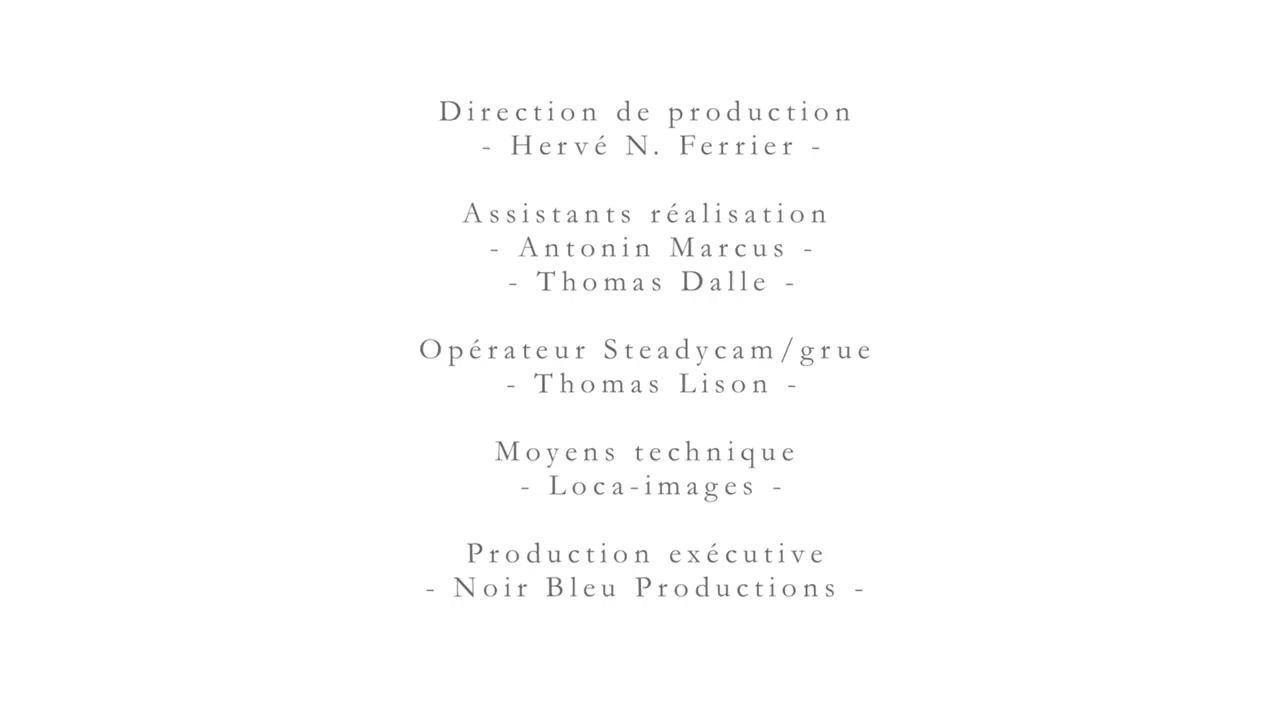 Direction de production
- Hervé N. Ferrier -
Assistants réalisation
- Antonin Marcus -
- Thomas Dalle -
Opérateur Steadycam/grue
- Thomas Lison -
Moyens technique
- Loca-images -
Production exécutive
- Noir Bleu Productions -